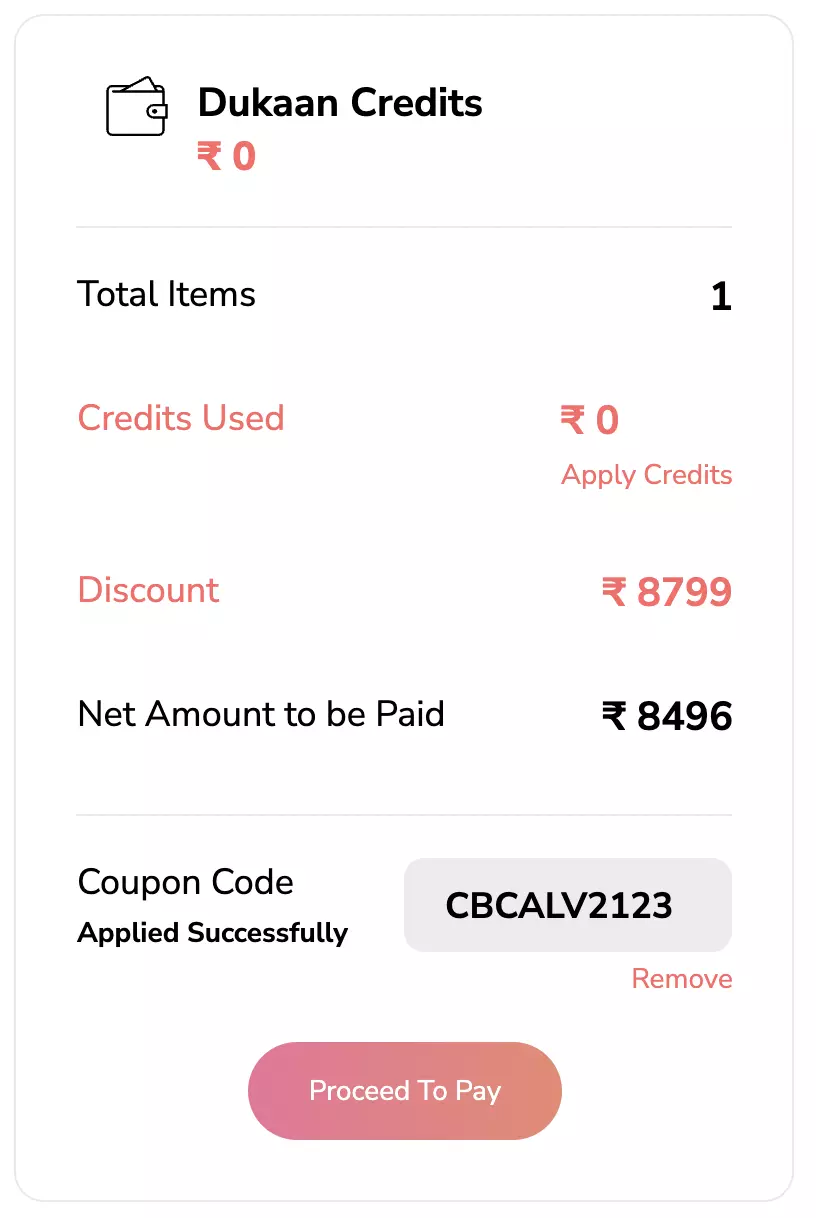 Dukaan Credits
₹ 0
Total Items 1
Credits Used ₹ 0
Apply Credits
Discount ₹ 8799
Net Amount to be Paid ₹ 8496
Coupon Code
CBCALV2123
Applied Successfully
Remove
Proceed To Pay